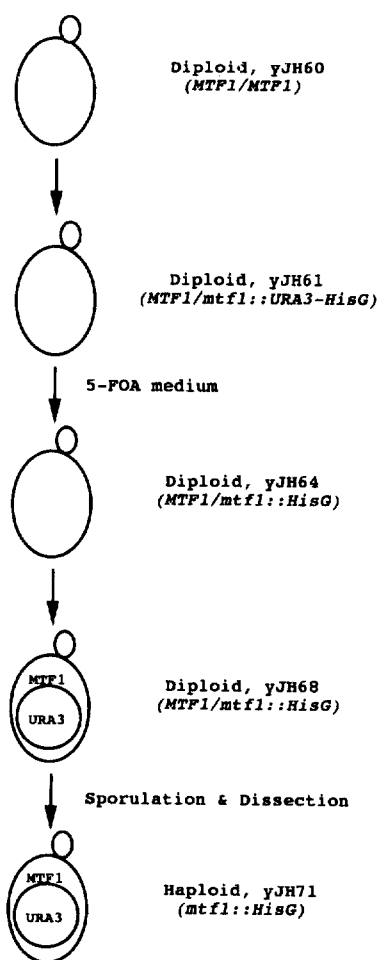 Diploid, yJH60
(MTF1/MTF1)
Diploid, yJH61
(MTF1/mtf1::URA3-HisG)
5-FOA medium
Diploid, yJH64
(MTF1/mtf1::HisG)
MTF1
URA3
Diploid, yJH68
(MTF1/mtf1::HisG)
Sporulation & Dissection
MTF1
URA3
Haploid, yJH71
(mtf1::HisG)